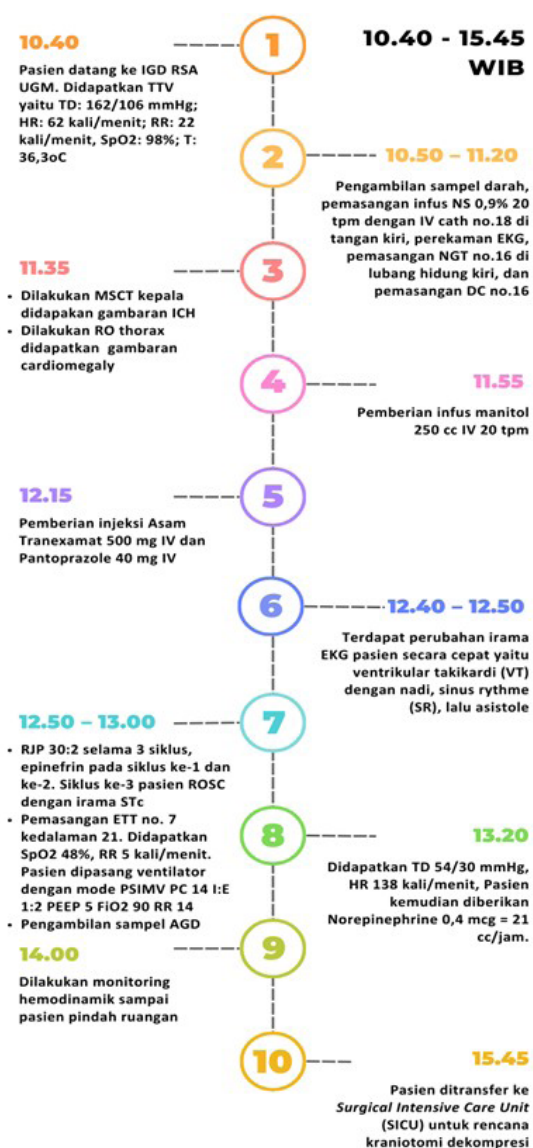 10.40 - 15.45
WIB
1
10.40
Pasien datang ke IGD RSA
UGM. Didapatkan TTV
yaitu TD: 162/106 mmHg;
HR: 62 kali/menit; RR: 22
kali/menit, SpO2: 98%; T:
36,3oC
2
10.50 – 11.20
Pengambilan sampel darah,
pemasangan infus NS 0,9% 20
tpm dengan IV cath no.18 di
tangan kiri, perekaman EKG,
pemasangan NGT no.16 di
lubang hidung kiri, dan
pemasangan DC no.16
3
11.35
• Dilakukan MSCT kepala
didapakan gambaran ICH
• Dilakukan RO thorax
didapatkan gambaran
cardiomegaly
4
11.55
Pemberian infus manitol
250 cc IV 20 tpm
5
12.15
Pemberian injeksi Asam
Tranexamat 500 mg IV dan
Pantoprazole 40 mg IV
6
12.40 – 12.50
Terdapat perubahan irama
EKG pasien secara cepat yaitu
ventrikular takikardi (VT)
dengan nadi, sinus rythme
(SR), lalu asistole
7
12.50 – 13.00
• RJP 30:2 selama 3 siklus,
epinefrin pada siklus ke-1 dan
ke-2. Siklus ke-3 pasien ROSC
dengan irama STc
• Pemasangan ETT no. 7
kedalaman 21. Didapatkan
SpO2 48%, RR 5 kali/menit.
Pasien dipasang ventilator
dengan mode PSIMV PC 14 I:E
1:2 PEEP 5 FiO2 90 RR 14
• Pengambilan sampel AGD
8
13.20
Didapatkan TD 54/30 mmHg,
HR 138 kali/menit, Pasien
kemudian diberikan
Norepinephrine 0,4 mcg = 21
cc/jam.
9
14.00
Dilakukan monitoring
hemodinamik sampai
pasien pindah ruangan
10
15.45
Pasien ditransfer ke
Surgical Intensive Care Unit
(SICU) untuk rencana
kraniotomi dekompresi